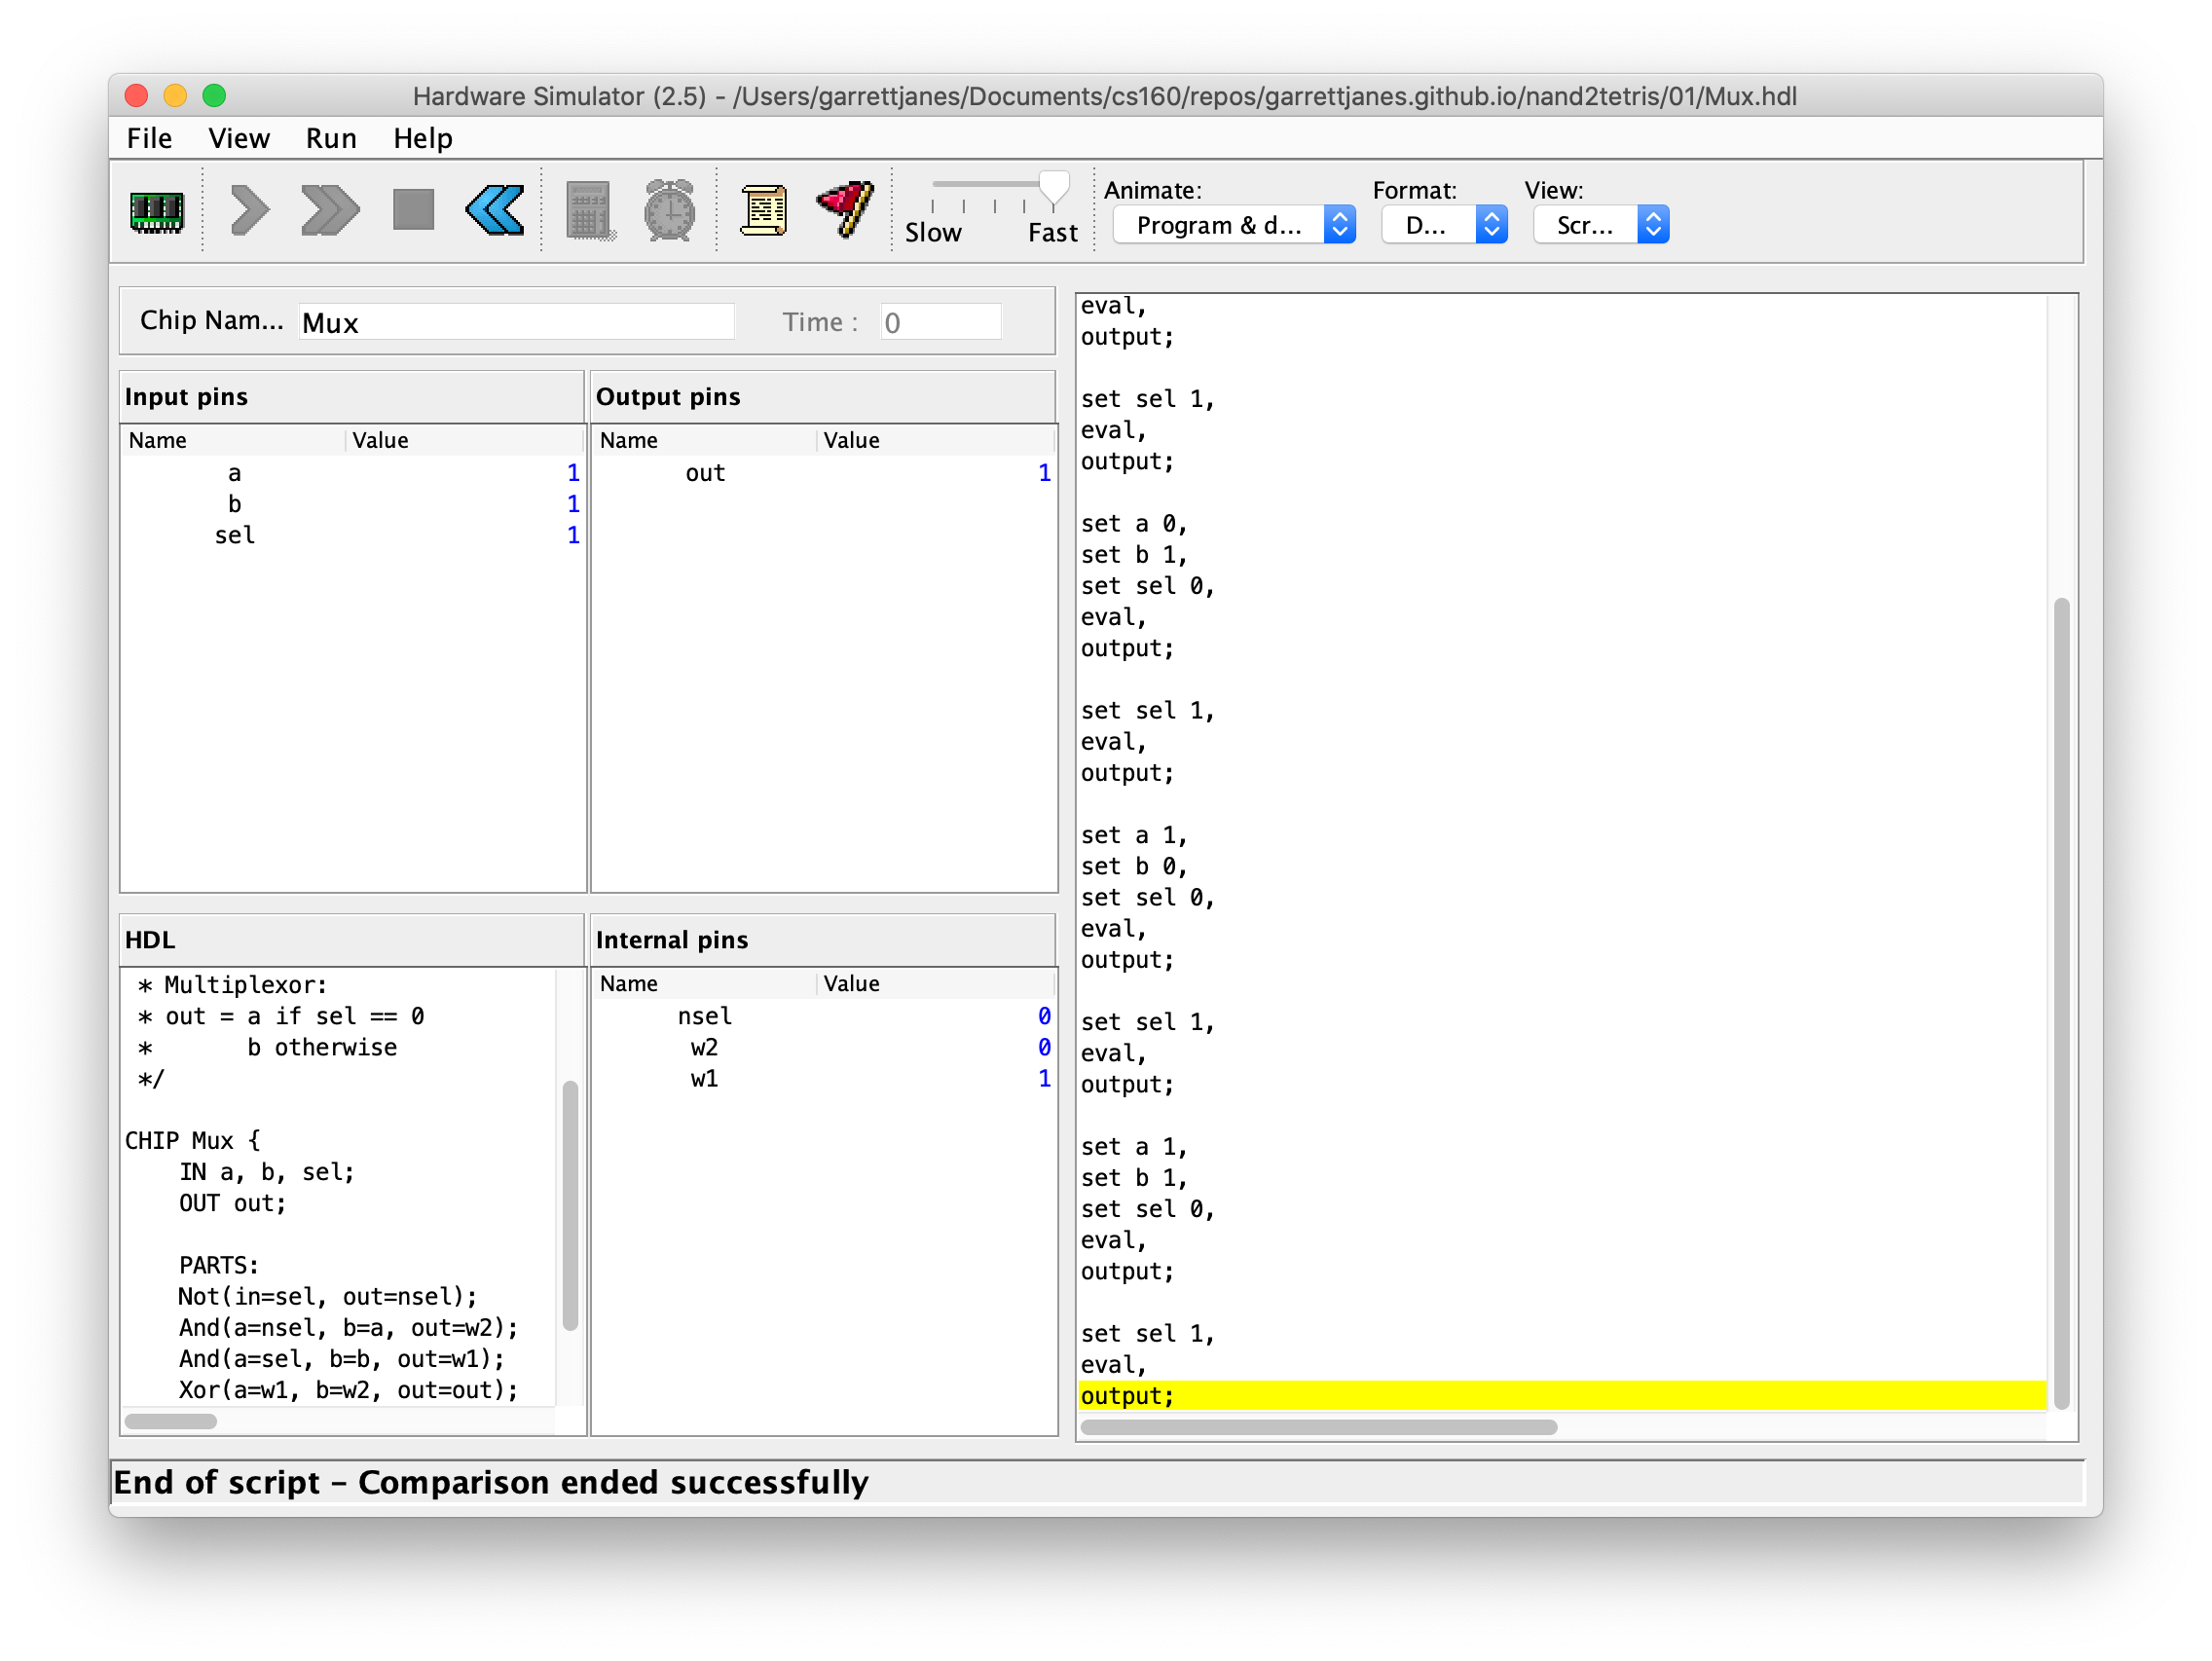 Hardware Simulator (2.5) - /Users/garrettjanes/Documents/cs160/repos/garrettjanes.github.io/nand2tetris/01/Mux.hdl
File View Run Help
Slow Fast
Animate: Format: View:
Program & d... D... Scr...
Chip Nam... Mux Time : 0
Input pins
Name Value
a 1
b 1
sel 1
Output pins
Name Value
out 1
HDL
* Multiplexor:
* out = a if sel == 0
*       b otherwise
*/
CHIP Mux {
IN a, b, sel;
OUT out;
PARTS:
Not(in=sel, out=nsel);
And(a=nsel, b=a, out=w2);
And(a=sel, b=b, out=w1);
Xor(a=w1, b=w2, out=out);
Internal pins
Name Value
nsel 0
w2 0
w1 1
eval,
output;
set sel 1,
eval,
output;
set a 0,
set b 1,
set sel 0,
eval,
output;
set sel 1,
eval,
output;
set a 1,
set b 0,
set sel 0,
eval,
output;
set sel 1,
eval,
output;
set a 1,
set b 1,
set sel 0,
eval,
output;
set sel 1,
eval,
output;
End of script – Comparison ended successfully